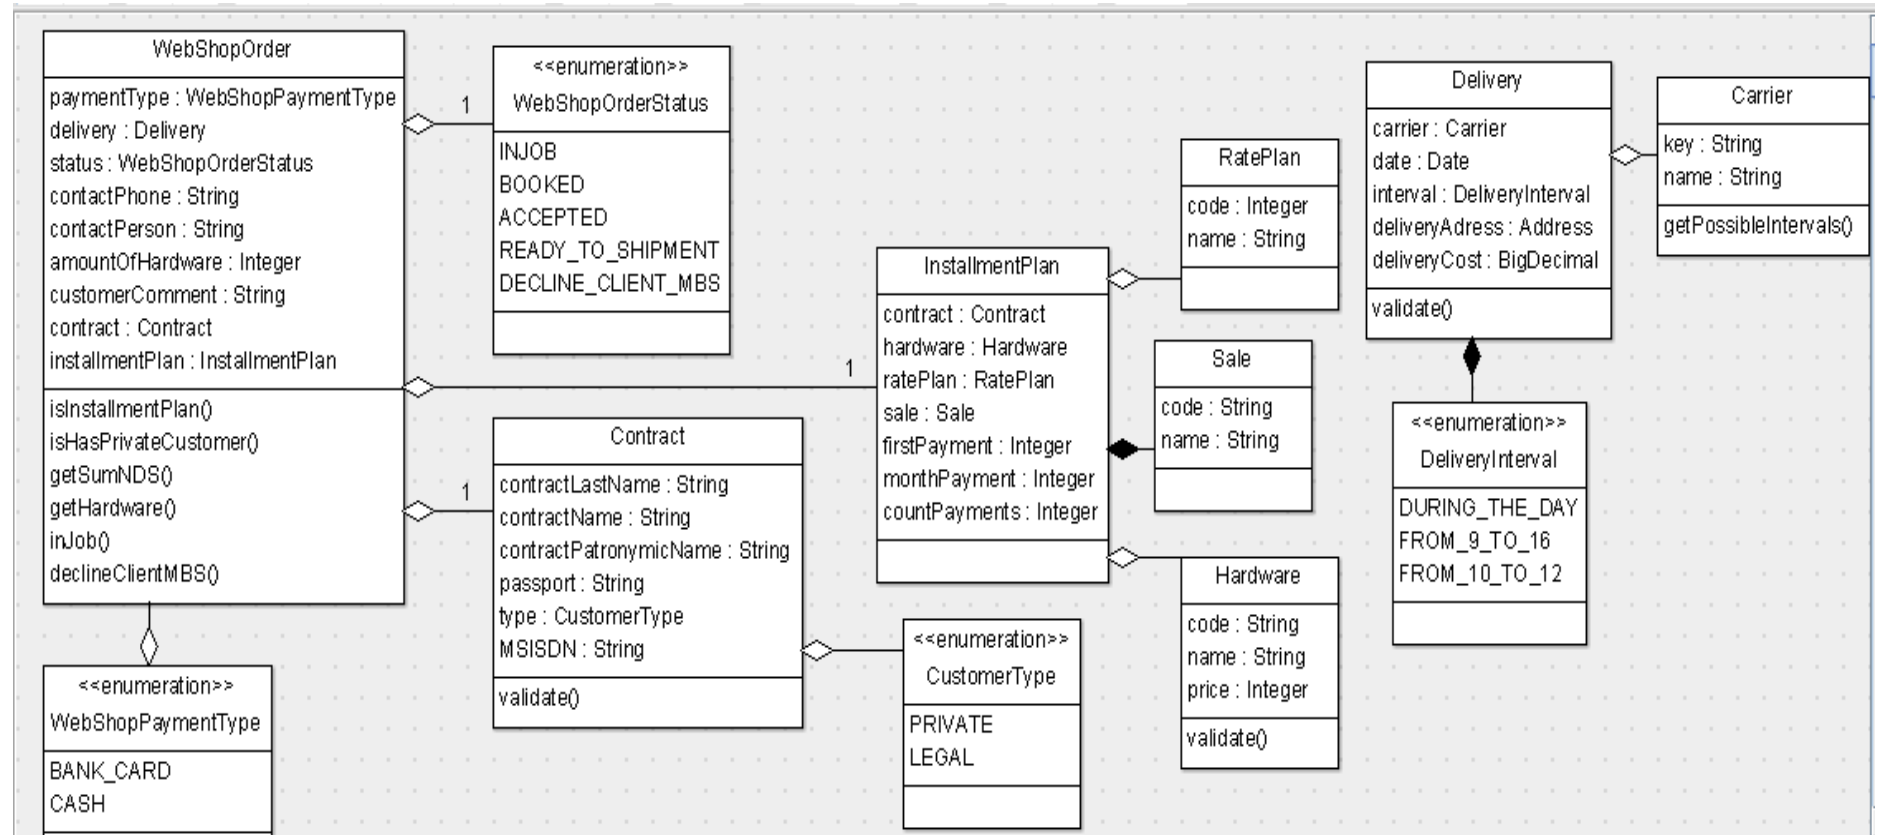 WebShopOrder
paymentType : WebShopPaymentType
delivery : Delivery
status : WebShopOrderStatus
contactPhone : String
contactPerson : String
amountOfHardware : Integer
customerComment : String
contract : Contract
installmentPlan : InstallmentPlan
isInstallmentPlan()
isHasPrivateCustomer()
getSumNDS()
getHardware()
inJob()
declineClientMBS()
1
<<enumeration>>
WebShopOrderStatus
INJOB
BOOKED
ACCEPTED
READY_TO_SHIPMENT
DECLINE_CLIENT_MBS
1
1
Contract
contractLastName : String
contractName : String
contractPatronymicName : String
passport : String
type : CustomerType
MSISDN : String
validate()
<<enumeration>>
WebShopPaymentType
BANK_CARD
CASH
InstallmentPlan
contract : Contract
hardware : Hardware
ratePlan : RatePlan
sale : Sale
firstPayment : Integer
monthPayment : Integer
countPayments : Integer
<<enumeration>>
CustomerType
PRIVATE
LEGAL
RatePlan
code : Integer
name : String
Sale
code : String
name : String
Hardware
code : String
name : String
price : Integer
validate()
Delivery
carrier : Carrier
date : Date
interval : DeliveryInterval
deliveryAdress : Address
deliveryCost : BigDecimal
validate()
<<enumeration>>
DeliveryInterval
DURING_THE_DAY
FROM_9_TO_16
FROM_10_TO_12
Carrier
key : String
name : String
getPossibleIntervals()